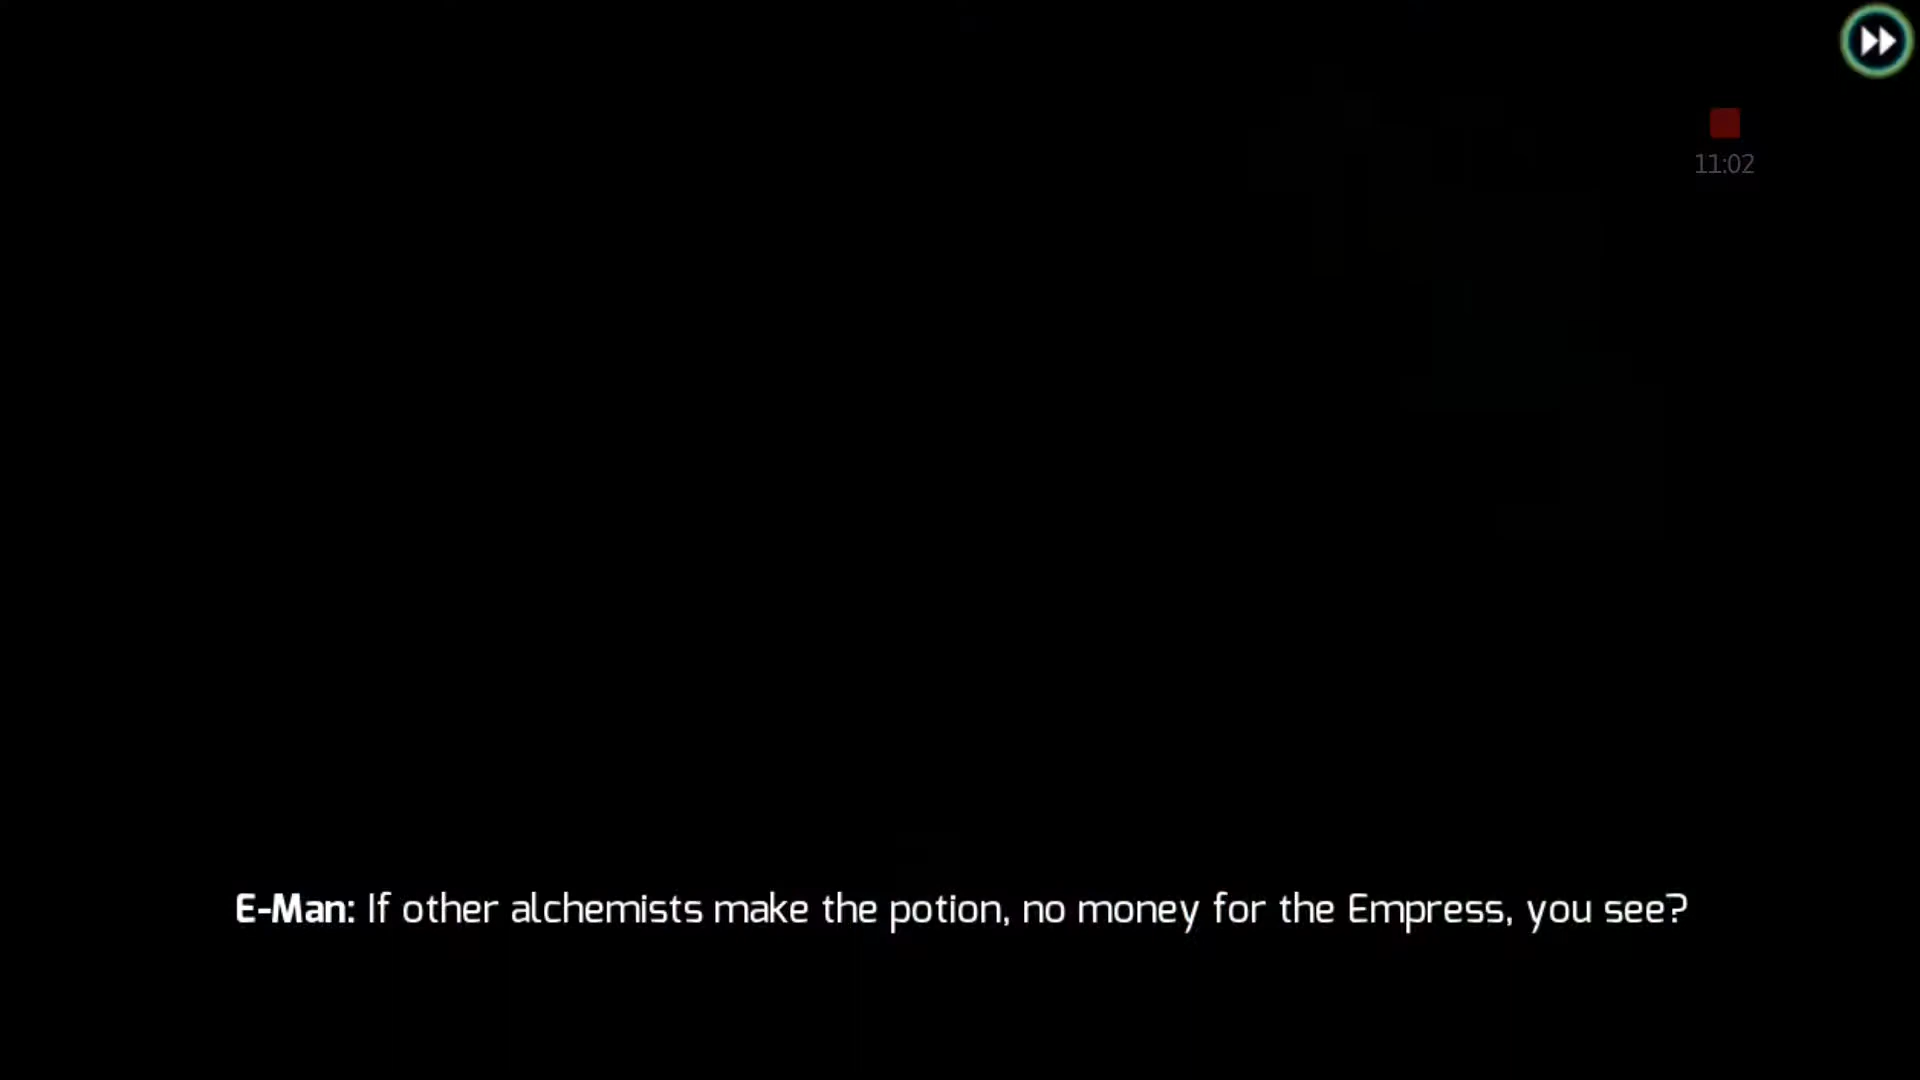 11:02
E-Man: If other alchemists make the potion, no money for the Empress, you see?